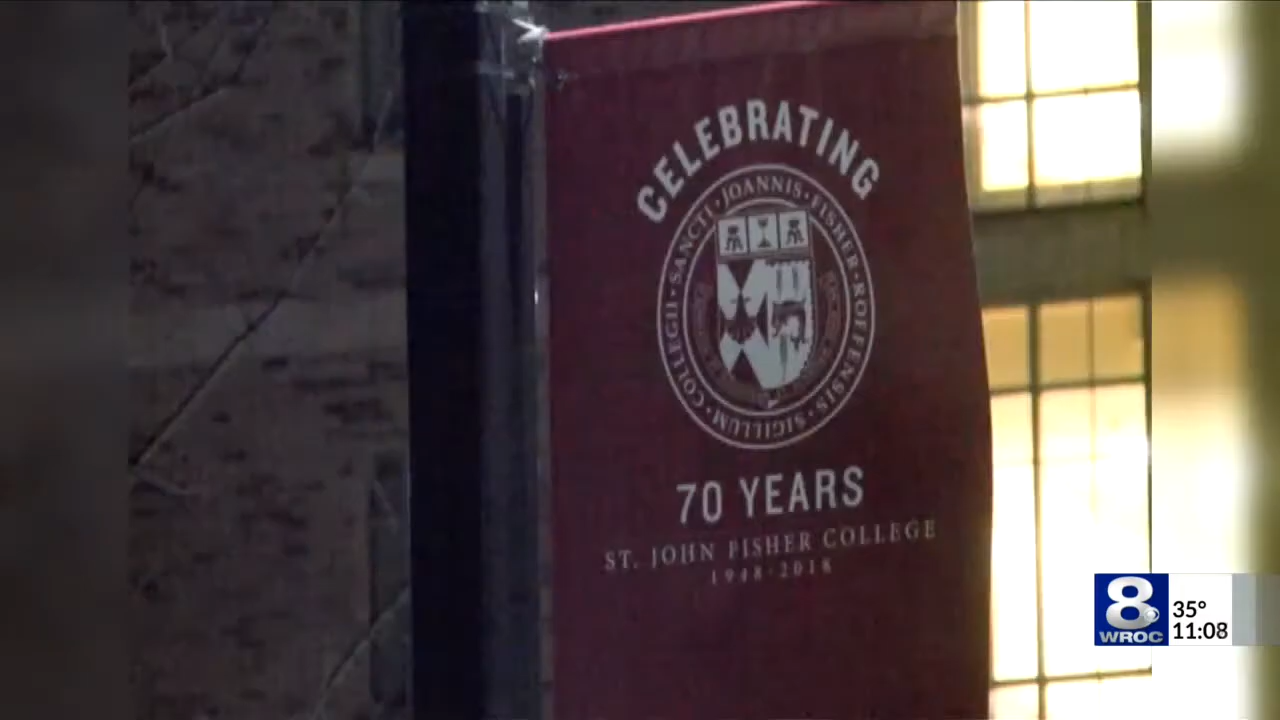 CELEBRATING
COLLEGII · SANCTI · JOANNIS · FISHER · ROFFENSIS · SIGILLUM ·
70 YEARS
ST. JOHN FISHER COLLEGE
1948-2018
8
WROC
35°
11:08